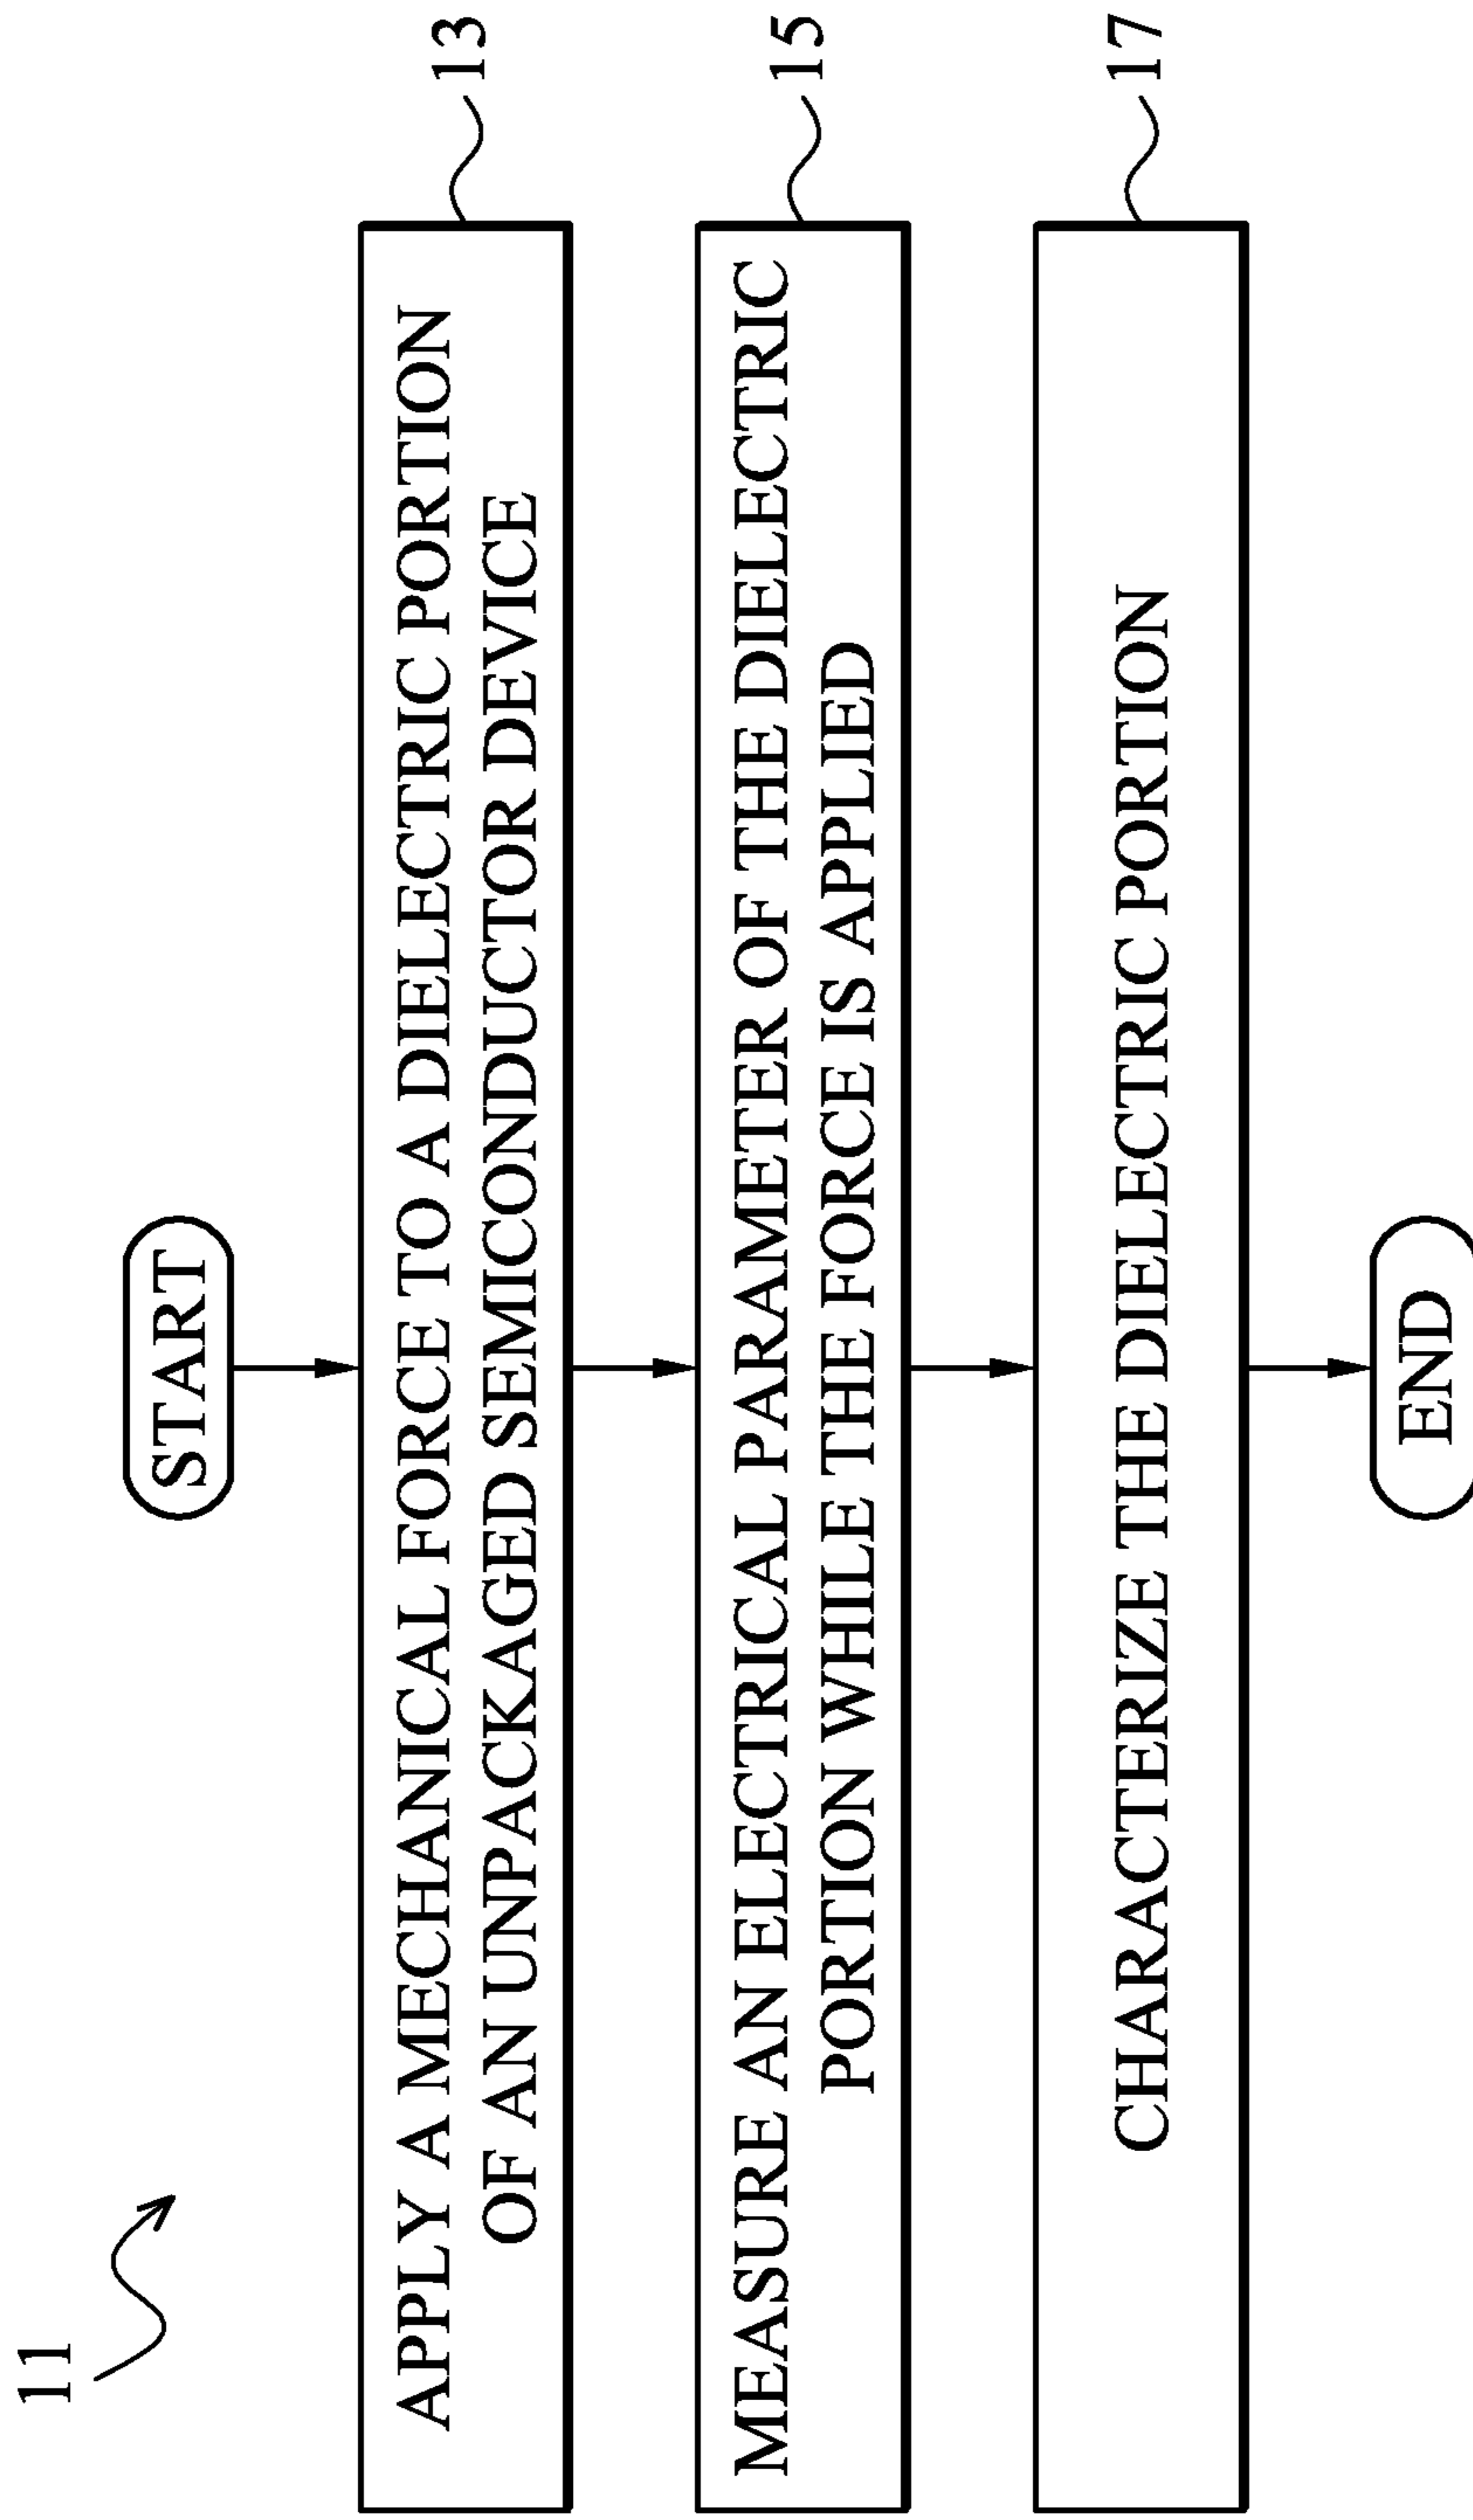 11
START
APPLY A MECHANICAL FORCE TO A DIELECTRIC PORTION
OF AN UNPACKAGED SEMICONDUCTOR DEVICE
13
MEASURE AN ELECTRICAL PARAMETER OF THE DIELECTRIC
PORTION WHILE THE FORCE IS APPLIED
15
CHARACTERIZE THE DIELECTRIC PORTION
17
END